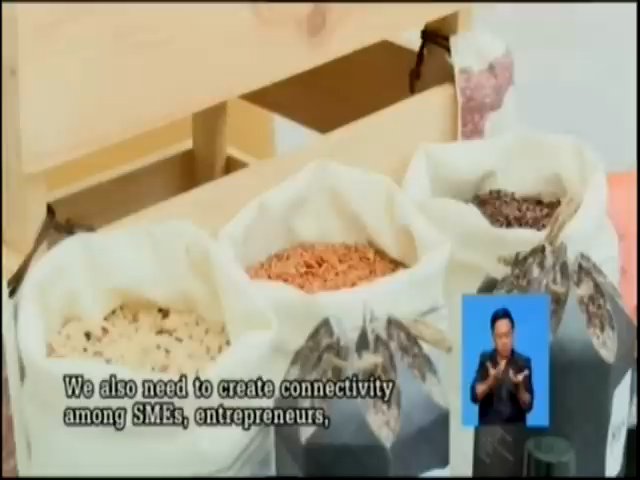 We also need to create connectivity
among SMEs, entrepreneurs,